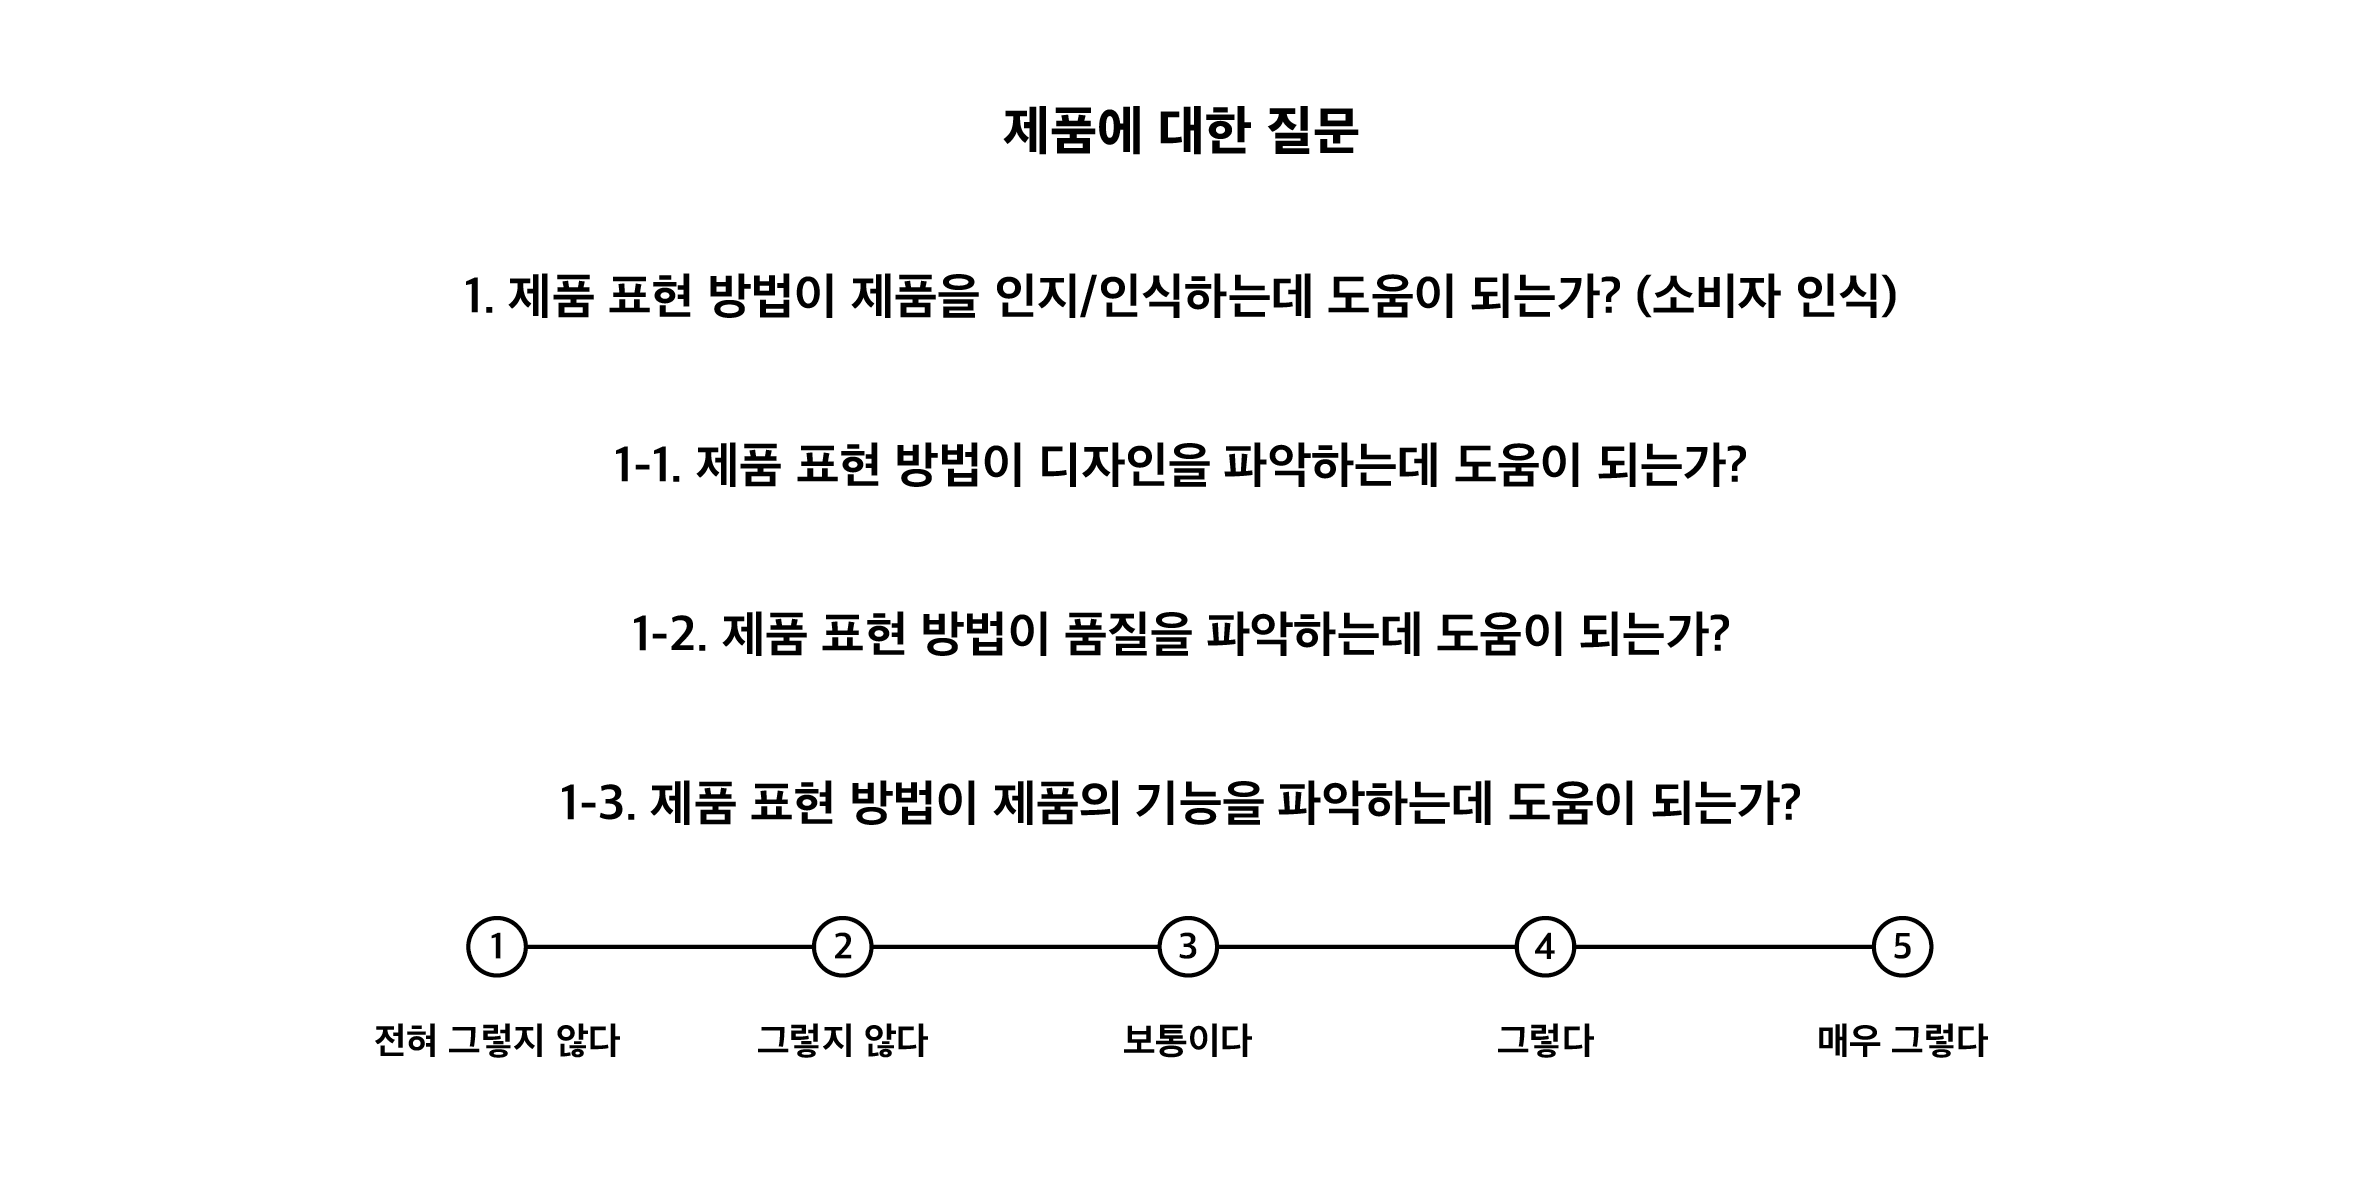 제품에 대한 질문
1. 제품 표현 방법이 제품을 인지/인식하는데 도움이 되는가? (소비자 인식)
1-1. 제품 표현 방법이 디자인을 파악하는데 도움이 되는가?
1-2. 제품 표현 방법이 품질을 파악하는데 도움이 되는가?
1-3. 제품 표현 방법이 제품의 기능을 파악하는데 도움이 되는가?
1 2 3 4 5
전혀 그렇지 않다 그렇지 않다 보통이다 그렇다 매우 그렇다